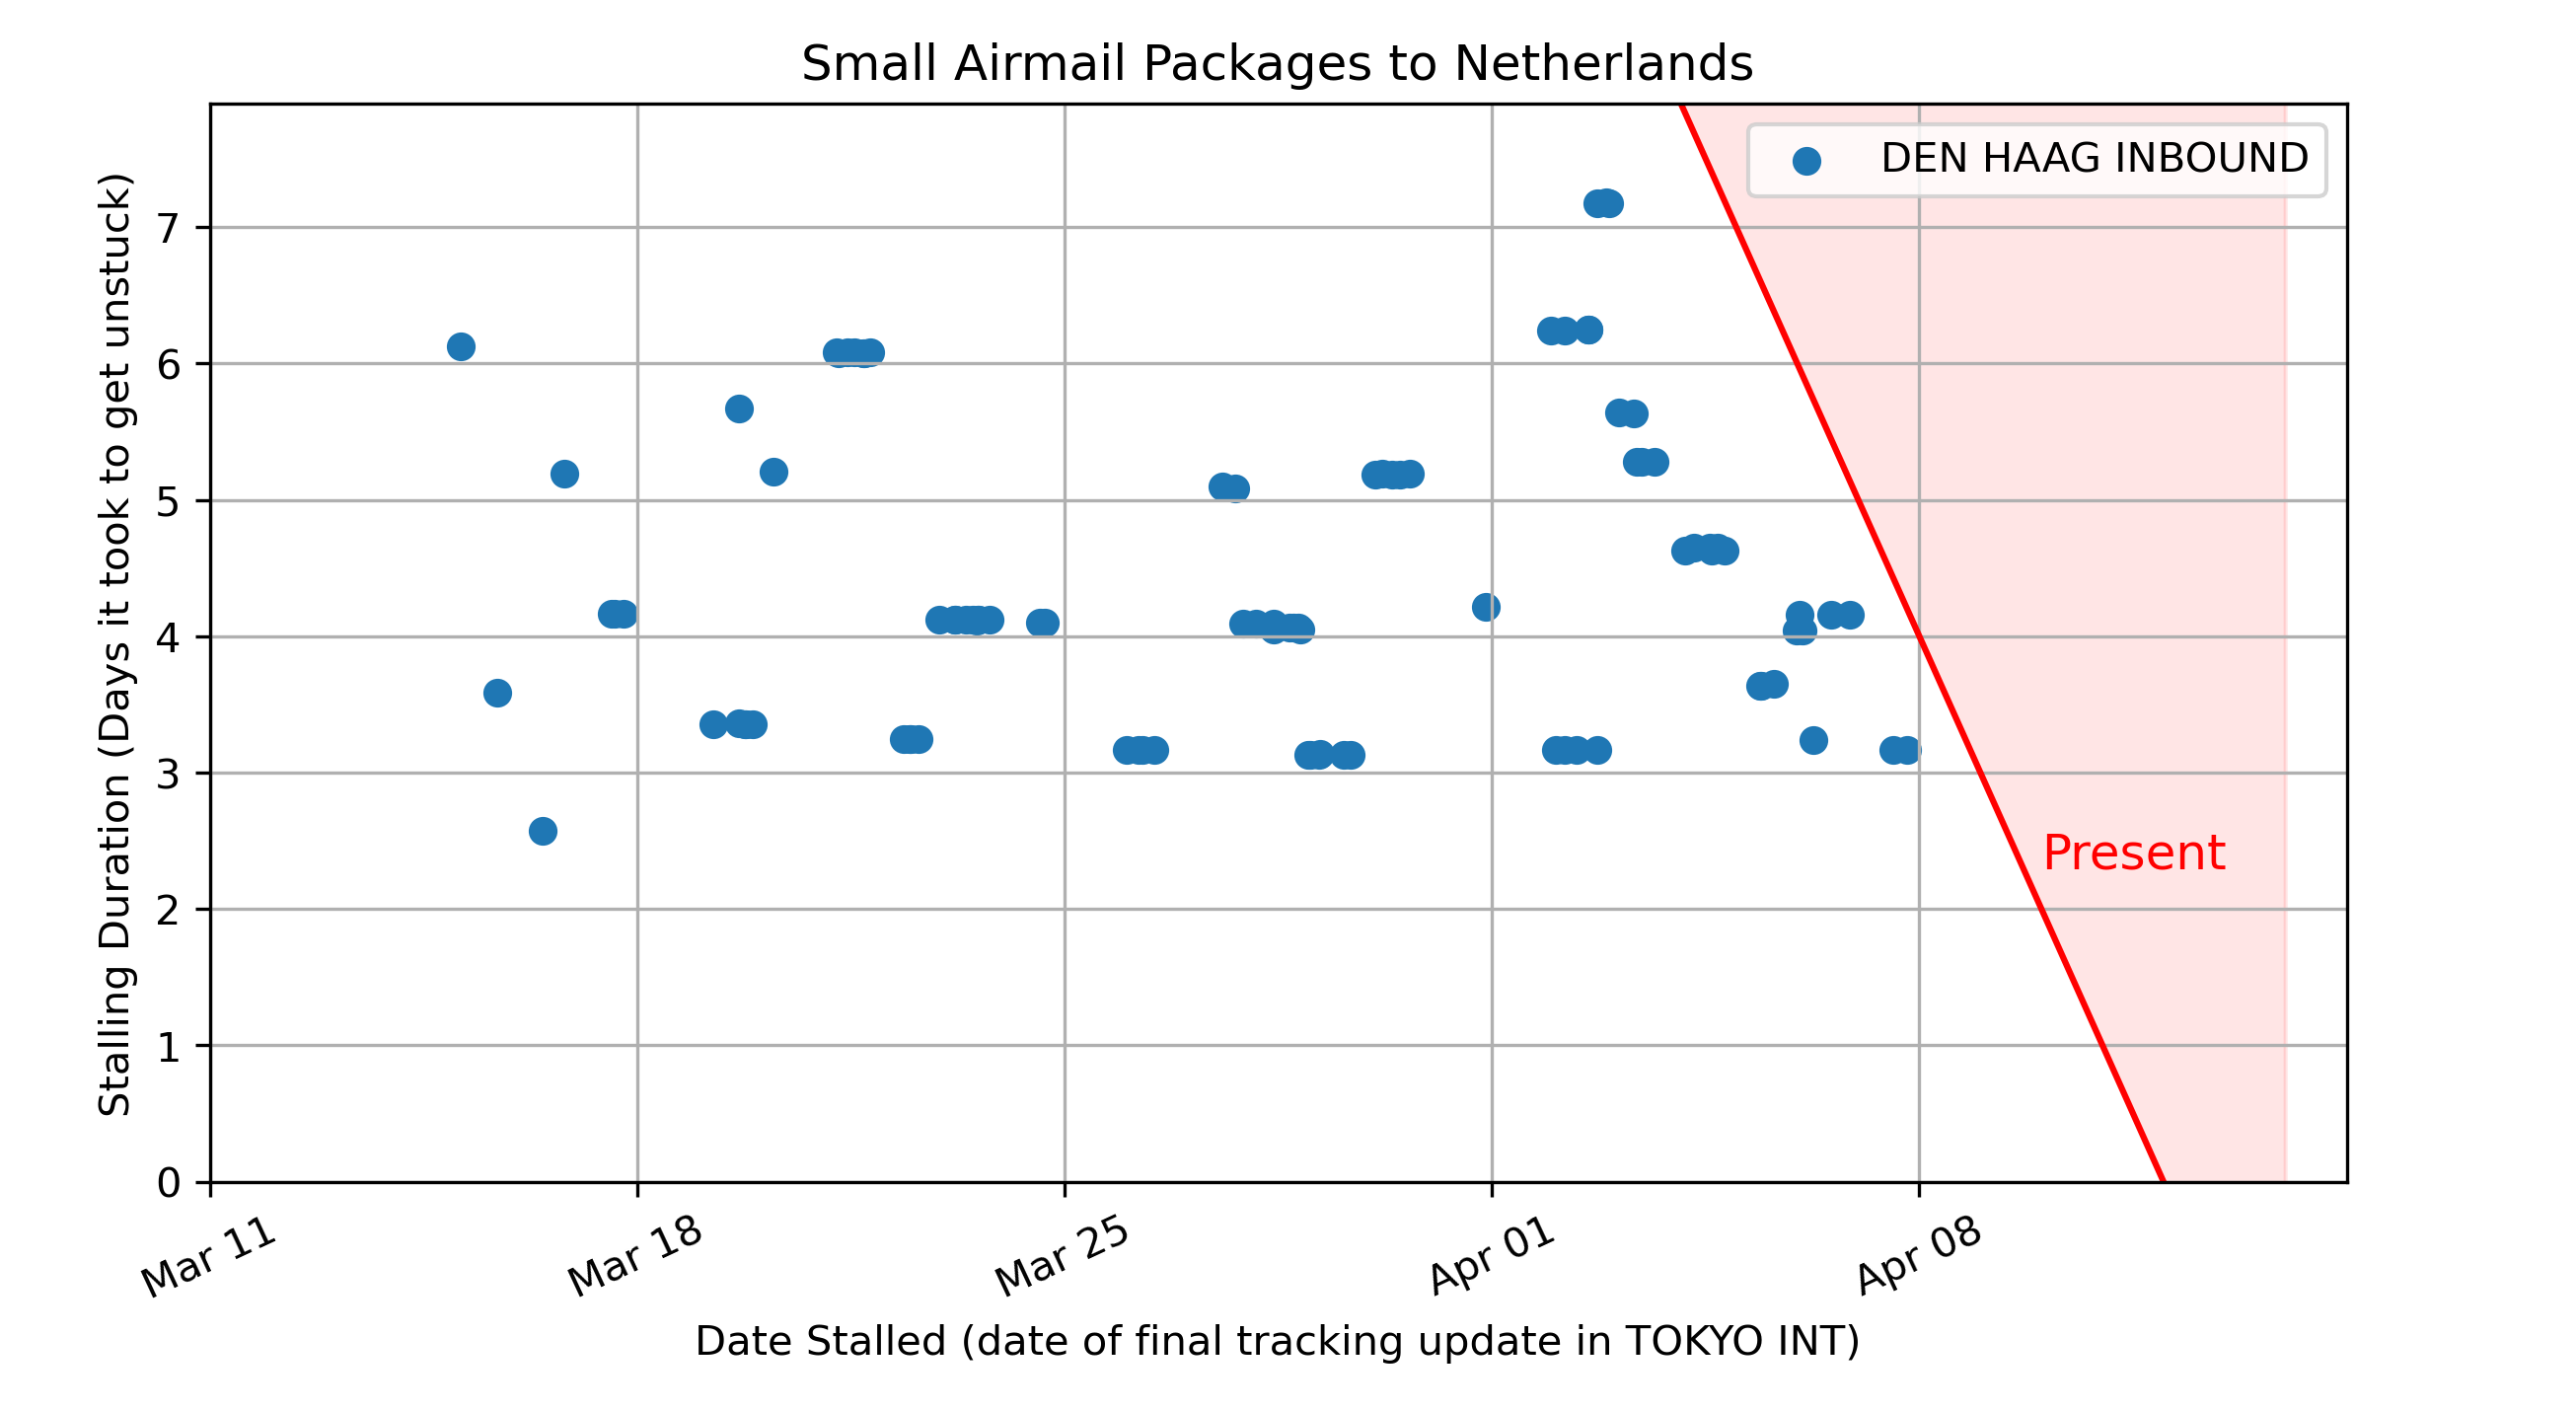 Small Airmail Packages to Netherlands
DEN HAAG INBOUND
Stalling Duration (Days it took to get unstuck)
7
6
5
4
3
2
1
0
Present
Mar 11
Mar 18
Mar 25
Apr 01
Apr 08
Date Stalled (date of final tracking update in TOKYO INT)